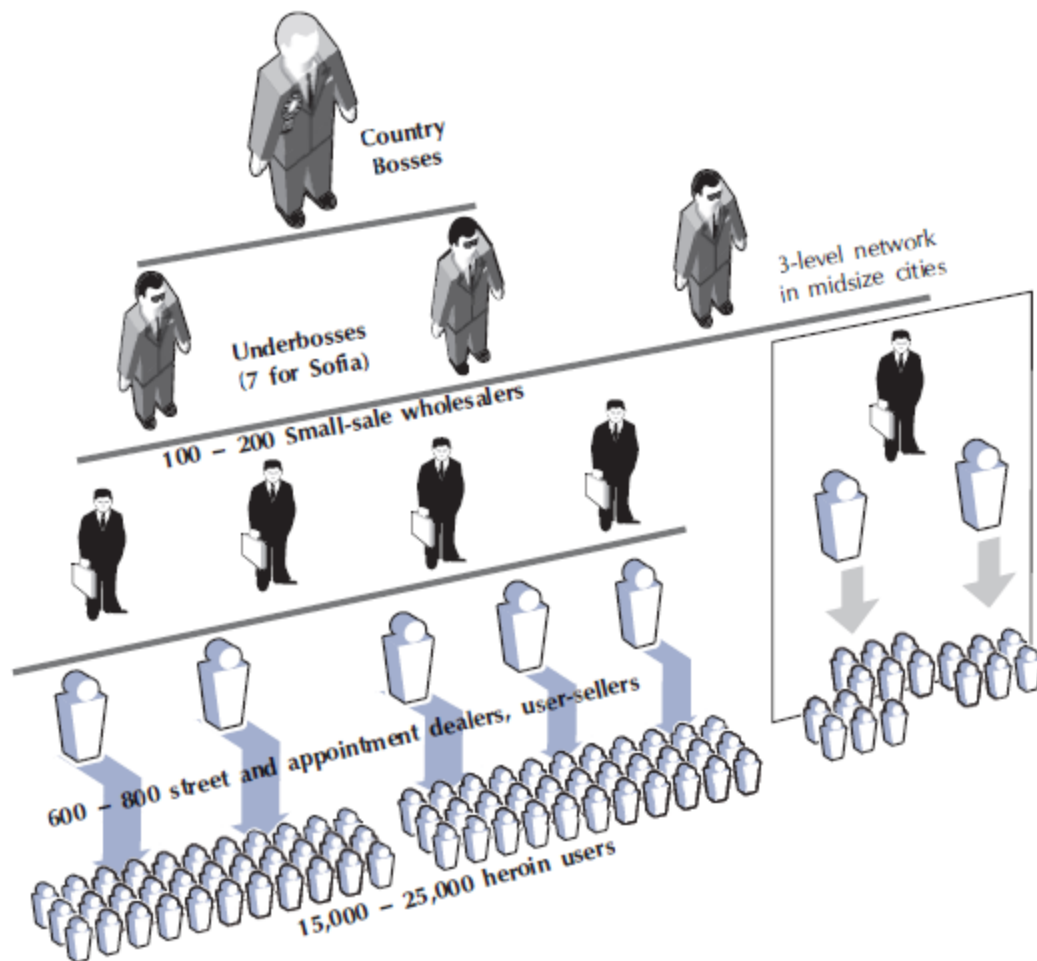 Country
Bosses
3-level network
in midsize cities
Underbosses
(7 for Sofia)
100 – 200 Small-sale wholesalers
600 – 800 street and appointment dealers, user-sellers
15,000 – 25,000 heroin users